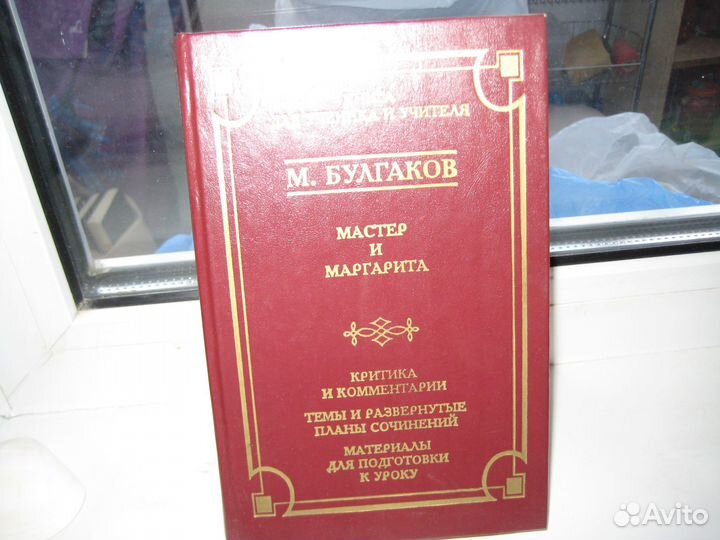 И УЧИТЕЛЯ
М. БУЛГАКОВ
МАСТЕР
И
МАРГАРИТА
КРИТИКА
И КОММЕНТАРИИ
ТЕМЫ И РАЗВЕРНУТЫЕ
ПЛАНЫ СОЧИНЕНИЙ
МАТЕРИАЛЫ
ДЛЯ ПОДГОТОВКИ
К УРОКУ
Avito